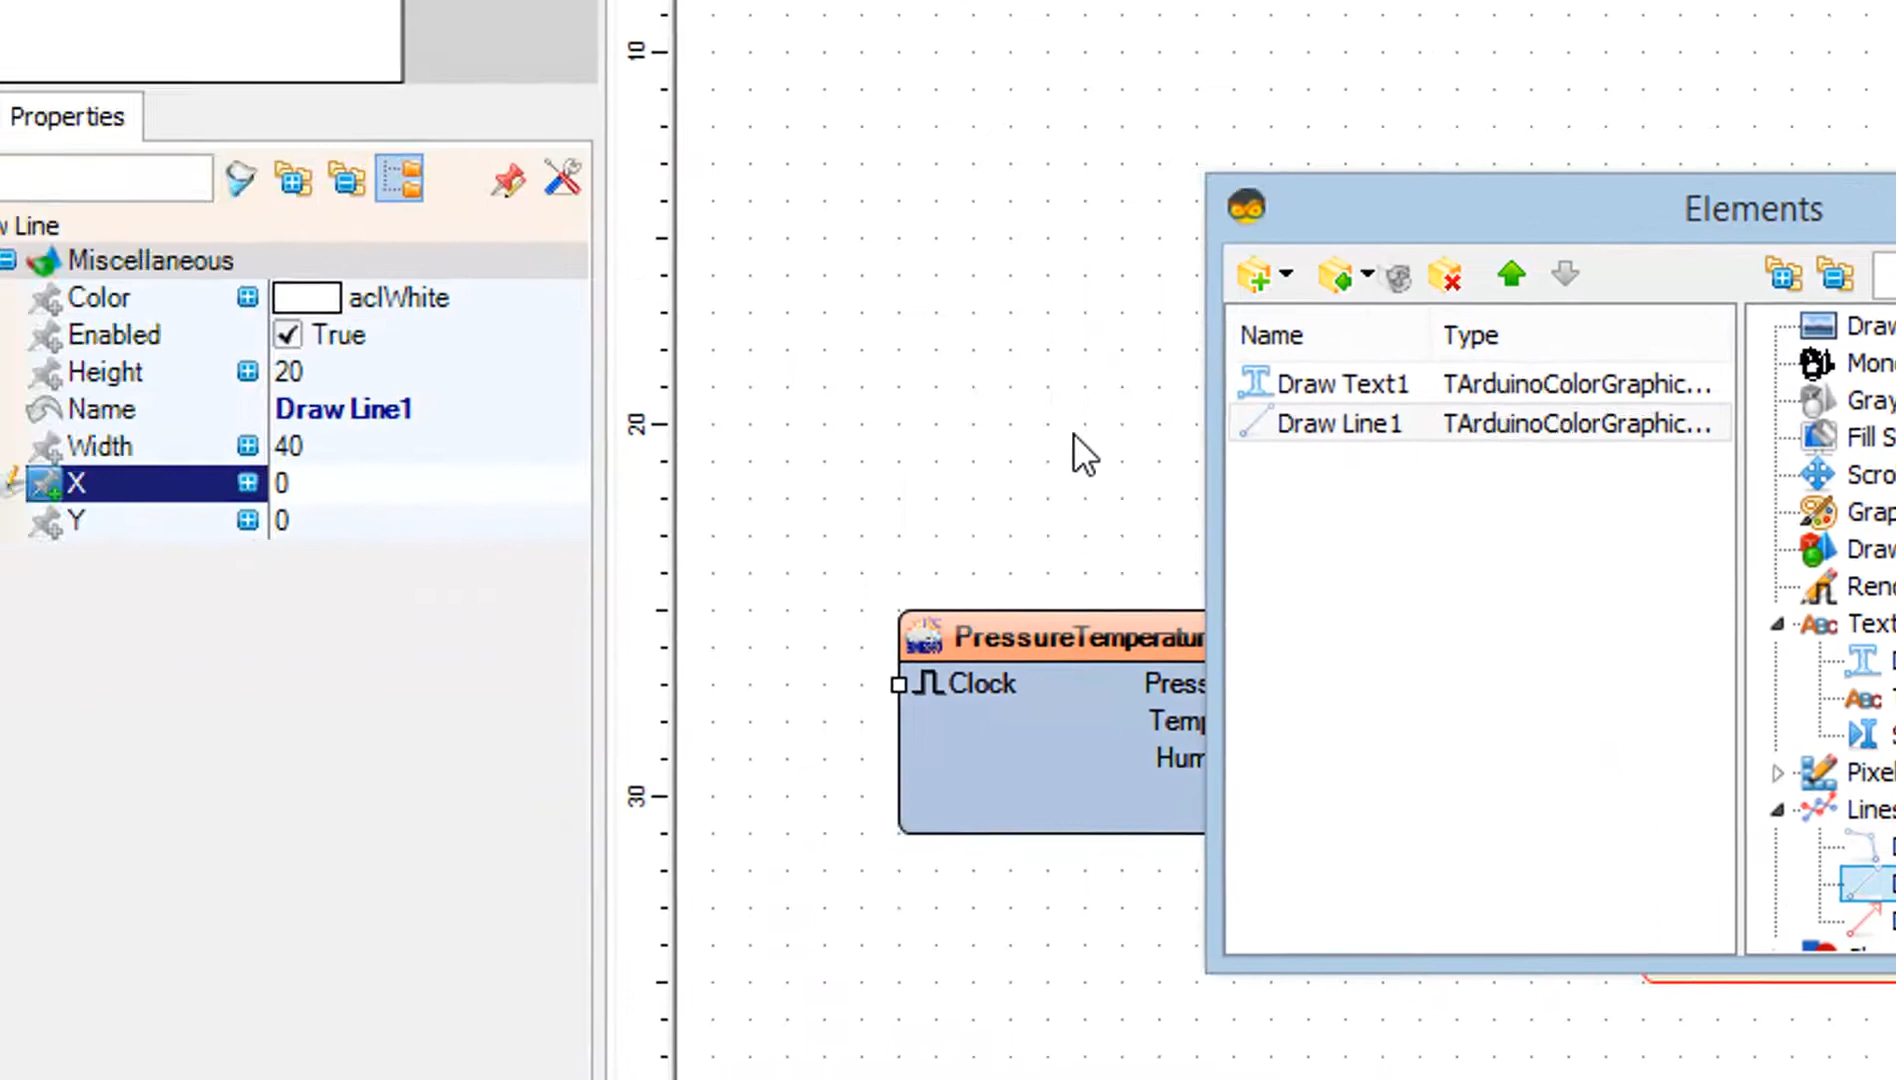 10
Properties
w Line
Miscellaneous
Color aclWhite
Enabled True
Height 20
Name Draw Line1
Width 40
X 0
Y 0
20
30
PressureTemperatur
Clock Press
Temp
Hum
Elements
Name Type
Draw Text1 TArduinoColorGraphic...
Draw Line1 TArduinoColorGraphic...
Draw
Mono
Gray
Fill S
Scro
Grap
Draw
Rend
Text
Pixel
Lines